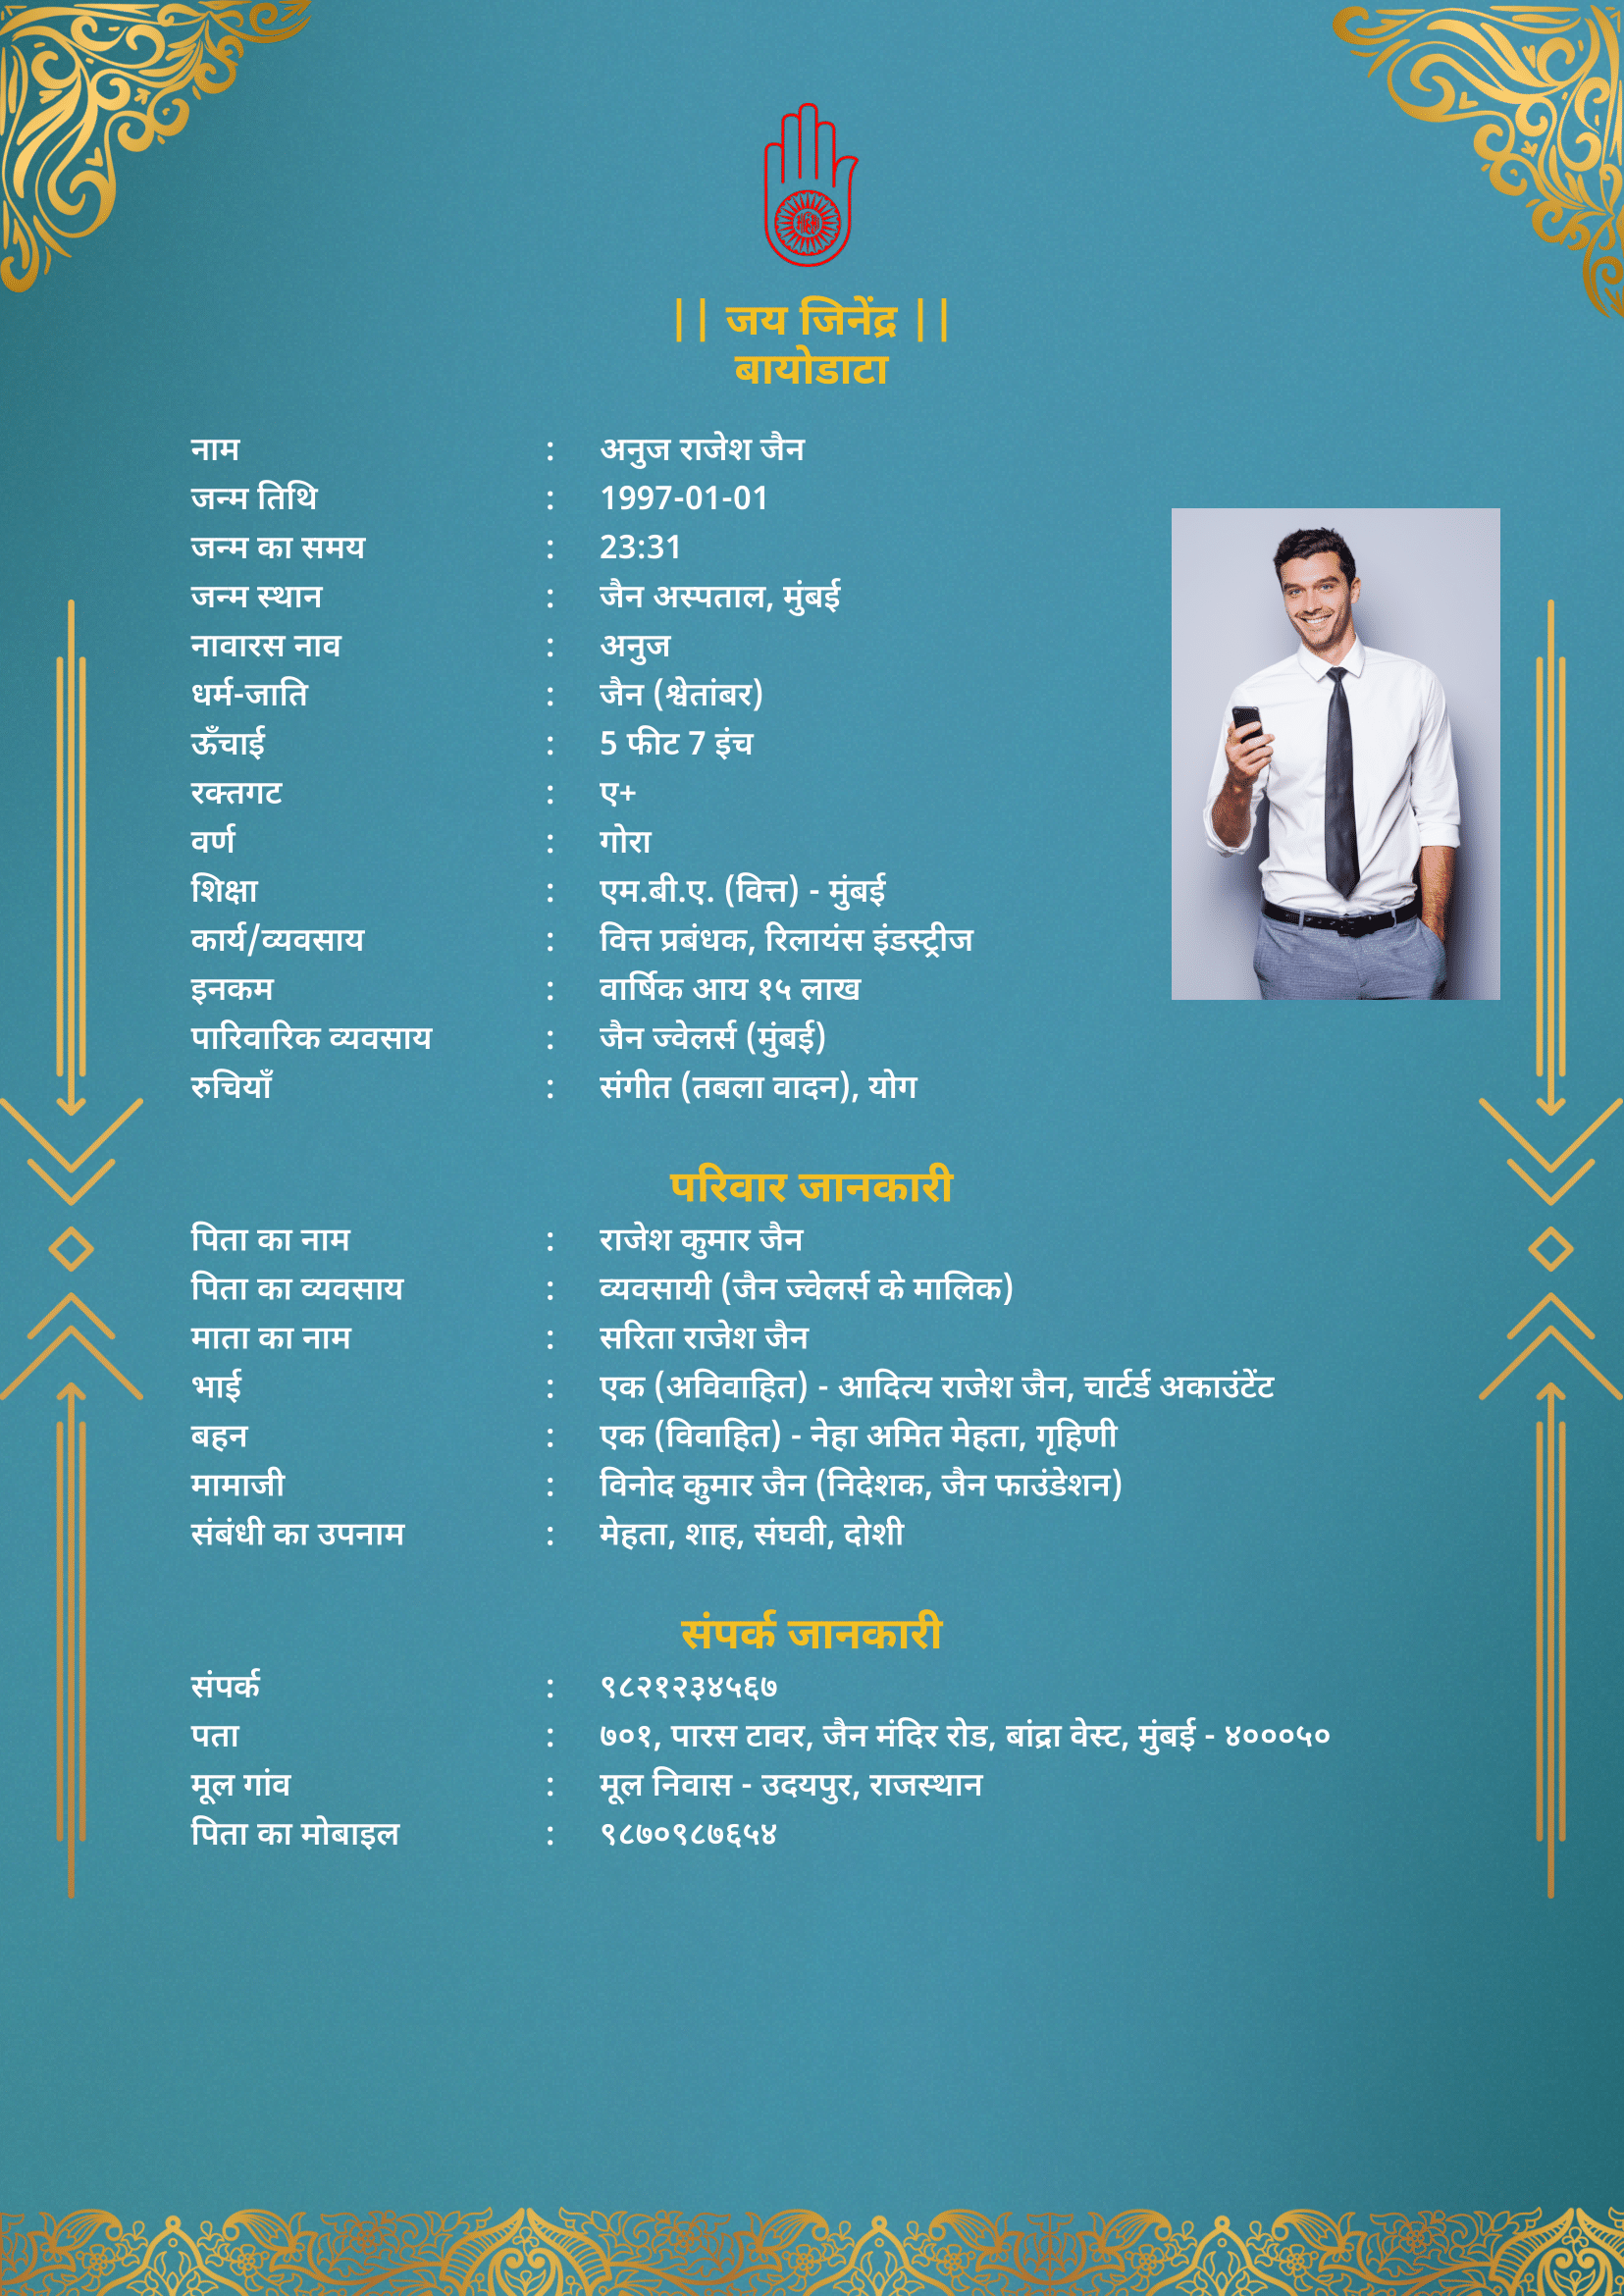 || जय जिनेंद्र ||
बायोडाटा
नाम : अनुज राजेश जैन
जन्म तिथि : 1997-01-01
जन्म का समय : 23:31
जन्म स्थान : जैन अस्पताल, मुंबई
नावारस नाव : अनुज
धर्म-जाति : जैन (श्वेतांबर)
ऊँचाई : 5 फीट 7 इंच
रक्तगट : ए+
वर्ण : गोरा
शिक्षा : एम.बी.ए. (वित्त) - मुंबई
कार्य/व्यवसाय : वित्त प्रबंधक, रिलायंस इंडस्ट्रीज
इनकम : वार्षिक आय १५ लाख
पारिवारिक व्यवसाय : जैन ज्वेलर्स (मुंबई)
रुचियाँ : संगीत (तबला वादन), योग
परिवार जानकारी
पिता का नाम : राजेश कुमार जैन
पिता का व्यवसाय : व्यवसायी (जैन ज्वेलर्स के मालिक)
माता का नाम : सरिता राजेश जैन
भाई : एक (अविवाहित) - आदित्य राजेश जैन, चार्टर्ड अकाउंटेंट
बहन : एक (विवाहित) - नेहा अमित मेहता, गृहिणी
मामाजी : विनोद कुमार जैन (निदेशक, जैन फाउंडेशन)
संबंधी का उपनाम : मेहता, शाह, संघवी, दोशी
संपर्क जानकारी
संपर्क : ९८२१२३४५६७
पता : ७०१, पारस टावर, जैन मंदिर रोड, बांद्रा वेस्ट, मुंबई - ४०००५०
मूल गांव : मूल निवास - उदयपुर, राजस्थान
पिता का मोबाइल : ९८७०९८७६५४